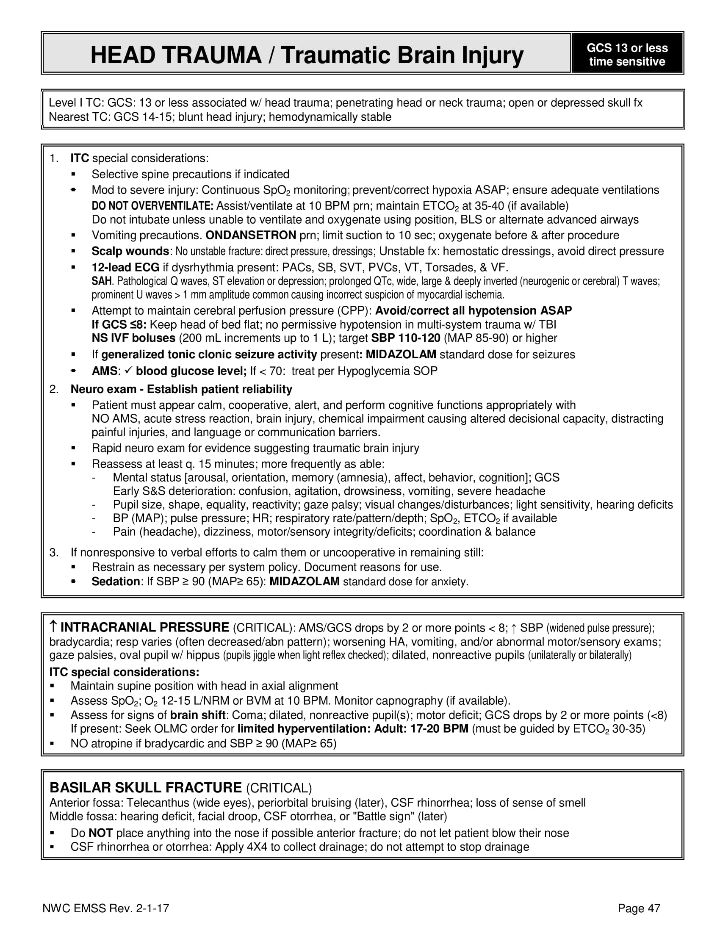 HEAD TRAUMA / Traumatic Brain Injury
GCS 13 or less
time sensitive
Level I TC: GCS: 13 or less associated w/ head trauma; penetrating head or neck trauma; open or depressed skull fx
Nearest TC: GCS 14-15; blunt head injury; hemodynamically stable
1. ITC special considerations:
▪ Selective spine precautions if indicated
▪ Mod to severe injury: Continuous SpO₂ monitoring; prevent/correct hypoxia ASAP; ensure adequate ventilations
DO NOT OVERVENTILATE: Assist/ventilate at 10 BPM prn; maintain ETCO₂ at 35-40 (if available)
Do not intubate unless unable to ventilate and oxygenate using position, BLS or alternate advanced airways
▪ Vomiting precautions. ONDANSETRON prn; limit suction to 10 sec; oxygenate before & after procedure
▪ Scalp wounds: No unstable fracture: direct pressure, dressings; Unstable fx: hemostatic dressings, avoid direct pressure
▪ 12-lead ECG if dysrhythmia present: PACs, SB, SVT, PVCs, VT, Torsades, & VF.
SAH. Pathological Q waves, ST elevation or depression; prolonged QTc, wide, large & deeply inverted (neurogenic or cerebral) T waves;
prominent U waves > 1 mm amplitude common causing incorrect suspicion of myocardial ischemia.
▪ Attempt to maintain cerebral perfusion pressure (CPP): Avoid/correct all hypotension ASAP
If GCS ≤8: Keep head of bed flat; no permissive hypotension in multi-system trauma w/ TBI
NS IVF boluses (200 mL increments up to 1 L); target SBP 110-120 (MAP 85-90) or higher
▪ If generalized tonic clonic seizure activity present: MIDAZOLAM standard dose for seizures
▪ AMS: ✓ blood glucose level; If < 70: treat per Hypoglycemia SOP
2. Neuro exam - Establish patient reliability
▪ Patient must appear calm, cooperative, alert, and perform cognitive functions appropriately with
NO AMS, acute stress reaction, brain injury, chemical impairment causing altered decisional capacity, distracting
painful injuries, and language or communication barriers.
▪ Rapid neuro exam for evidence suggesting traumatic brain injury
▪ Reassess at least q. 15 minutes; more frequently as able:
- Mental status [arousal, orientation, memory (amnesia), affect, behavior, cognition]; GCS
Early S&S deterioration: confusion, agitation, drowsiness, vomiting, severe headache
- Pupil size, shape, equality, reactivity; gaze palsy; visual changes/disturbances; light sensitivity, hearing deficits
- BP (MAP); pulse pressure; HR; respiratory rate/pattern/depth; SpO₂, ETCO₂ if available
- Pain (headache), dizziness, motor/sensory integrity/deficits; coordination & balance
3. If nonresponsive to verbal efforts to calm them or uncooperative in remaining still:
▪ Restrain as necessary per system policy. Document reasons for use.
▪ Sedation: If SBP ≥ 90 (MAP≥ 65): MIDAZOLAM standard dose for anxiety.
↑ INTRACRANIAL PRESSURE (CRITICAL): AMS/GCS drops by 2 or more points < 8; ↑ SBP (widened pulse pressure);
bradycardia; resp varies (often decreased/abn pattern); worsening HA, vomiting, and/or abnormal motor/sensory exams;
gaze palsies, oval pupil w/ hippus (pupils jiggle when light reflex checked); dilated, nonreactive pupils (unilaterally or bilaterally)
ITC special considerations:
▪ Maintain supine position with head in axial alignment
▪ Assess SpO₂; O₂ 12-15 L/NRM or BVM at 10 BPM. Monitor capnography (if available).
▪ Assess for signs of brain shift: Coma; dilated, nonreactive pupil(s); motor deficit; GCS drops by 2 or more points (<8)
If present: Seek OLMC order for limited hyperventilation: Adult: 17-20 BPM (must be guided by ETCO₂ 30-35)
▪ NO atropine if bradycardic and SBP ≥ 90 (MAP≥ 65)
BASILAR SKULL FRACTURE (CRITICAL)
Anterior fossa: Telecanthus (wide eyes), periorbital bruising (later), CSF rhinorrhea; loss of sense of smell
Middle fossa: hearing deficit, facial droop, CSF otorrhea, or "Battle sign" (later)
▪ Do NOT place anything into the nose if possible anterior fracture; do not let patient blow their nose
▪ CSF rhinorrhea or otorrhea: Apply 4X4 to collect drainage; do not attempt to stop drainage
NWC EMSS Rev. 2-1-17
Page 47